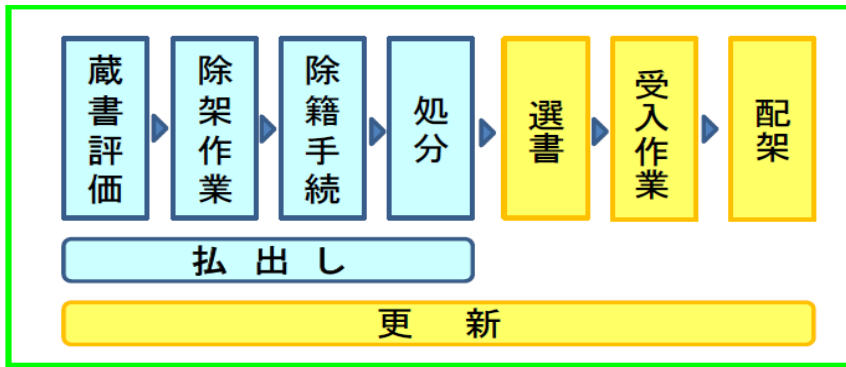 蔵書評価
除架作業
除籍手続
処分
選書
受入作業
配架
払出し
更新